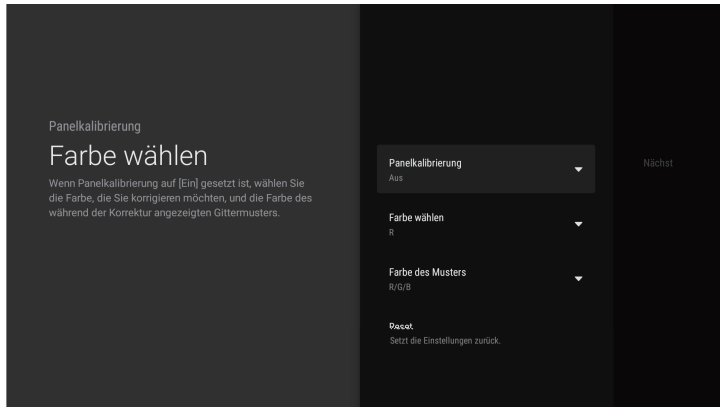 Panelkalibrierung
Farbe wählen
Wenn Panelkalibrierung auf [Ein] gesetzt ist, wählen Sie
die Farbe, die Sie korrigieren möchten, und die Farbe des
während der Korrektur angezeigten Gittermusters.
Panelkalibrierung
Aus
Farbe wählen
R
Farbe des Musters
R/G/B
Reset
Setzt die Einstellungen zurück.
Nächst